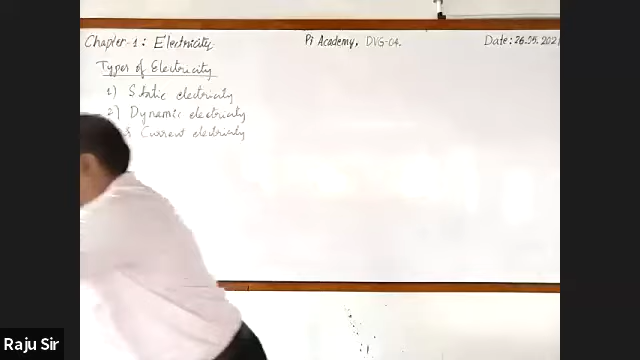 Chapter-1: Electricity.
Pi Academy, DVG-04.
Date: 26.05.2021
Types of Electricity
1) Static electricity
2) Dynamic electricity
Current electricity
Raju Sir